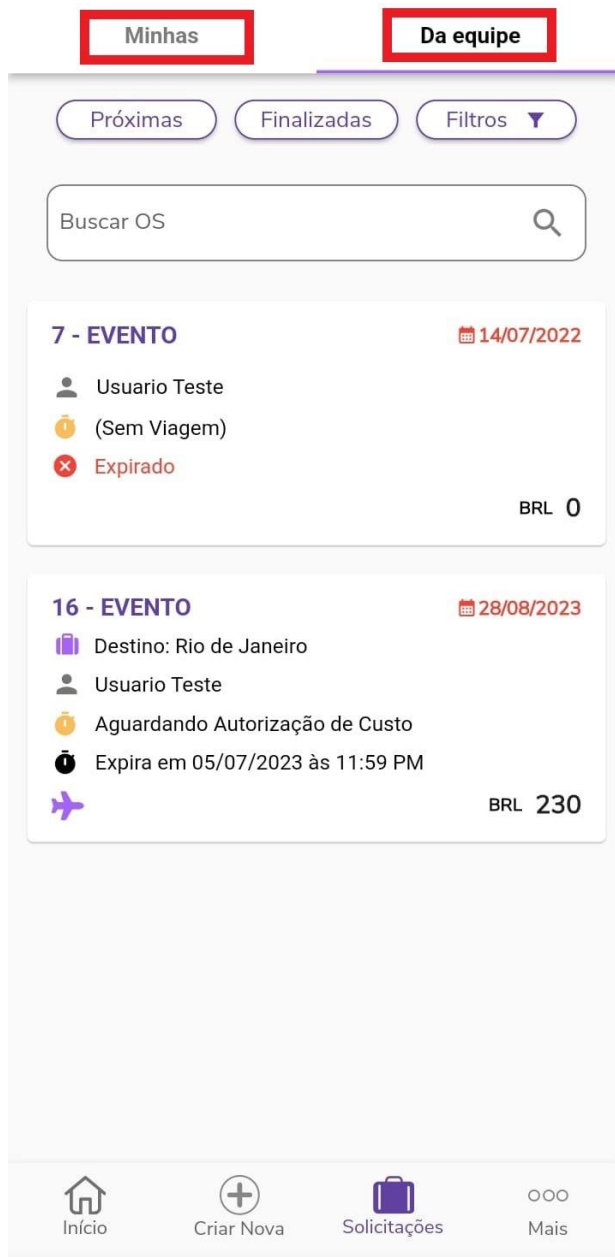 Minhas Da equipe
Próximas Finalizadas Filtros
Buscar OS
7 - EVENTO 14/07/2022
Usuario Teste
(Sem Viagem)
Expirado
BRL 0
16 - EVENTO 28/08/2023
Destino: Rio de Janeiro
Usuario Teste
Aguardando Autorização de Custo
Expira em 05/07/2023 às 11:59 PM
BRL 230
Início Criar Nova Solicitações Mais